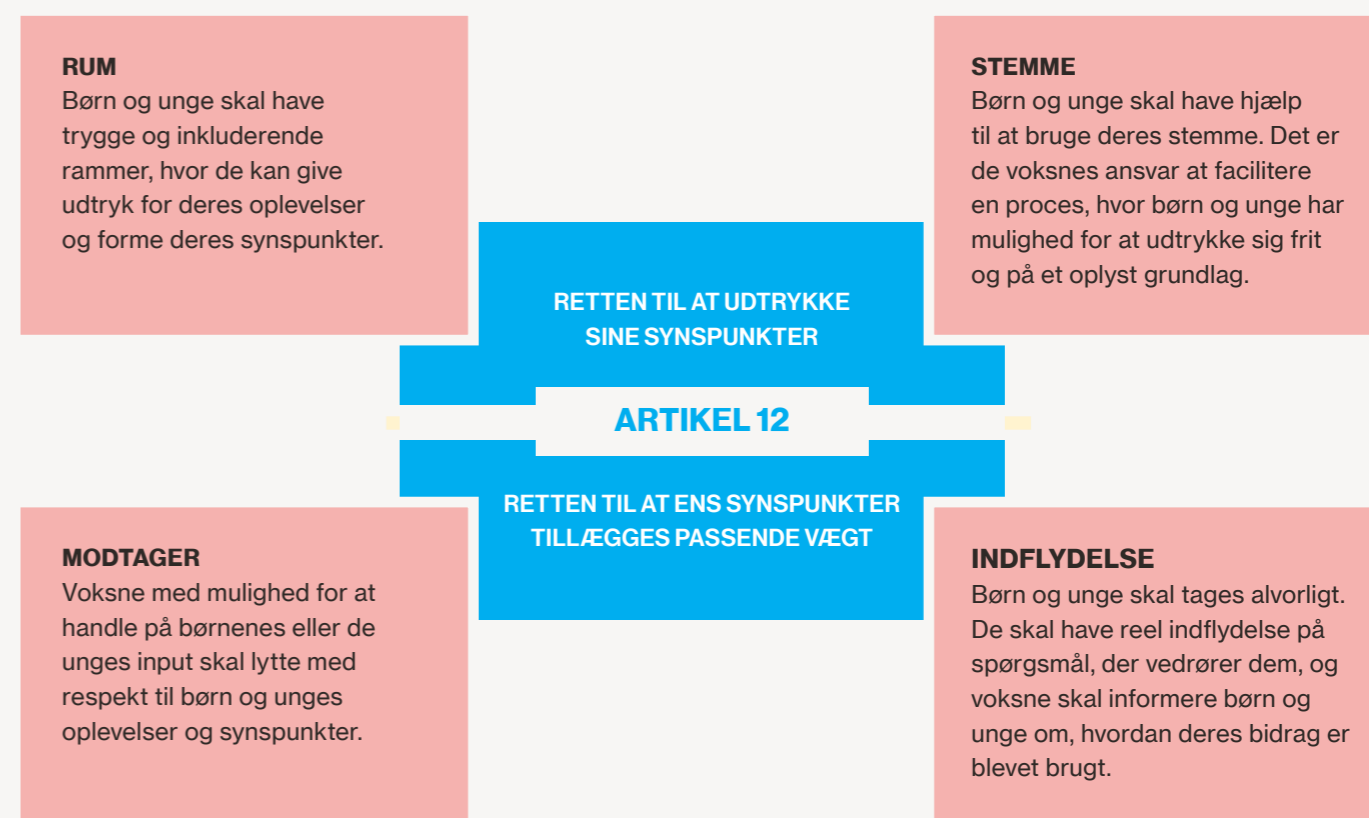 RUM
Børn og unge skal have
trygge og inkluderende
rammer, hvor de kan give
udtryk for deres oplevelser
og forme deres synspunkter.
STEMME
Børn og unge skal have hjælp
til at bruge deres stemme. Det er
de voksnes ansvar at facilitere
en proces, hvor børn og unge har
mulighed for at udtrykke sig frit
og på et oplyst grundlag.
RETTEN TIL AT UDTRYKKE
SINE SYNSPUNKTER
ARTIKEL 12
RETTEN TIL AT ENS SYNSPUNKTER
TILLÆGGES PASSENDE VÆGT
MODTAGER
Voksne med mulighed for at
handle på børnenes eller de
unges input skal lytte med
respekt til børn og unges
oplevelser og synspunkter.
INDFLYDELSE
Børn og unge skal tages alvorligt.
De skal have reel indflydelse på
spørgsmål, der vedrører dem, og
voksne skal informere børn og
unge om, hvordan deres bidrag er
blevet brugt.